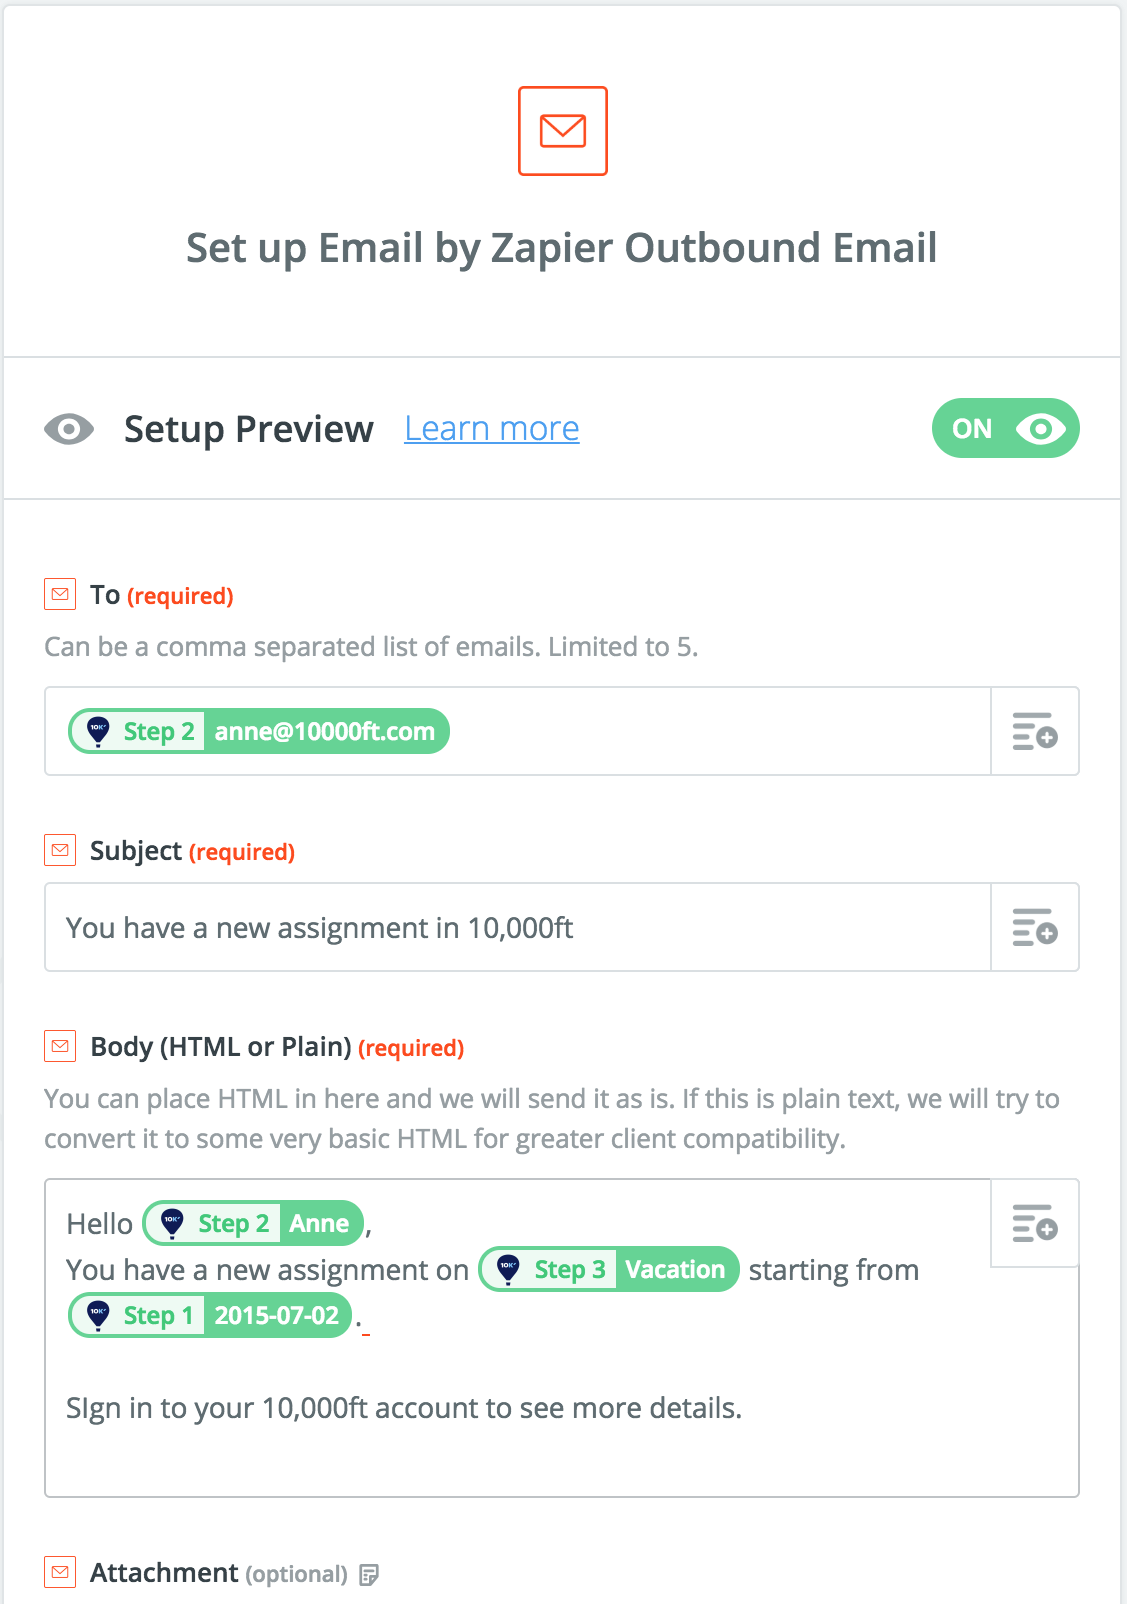 Set up Email by Zapier Outbound Email
Setup Preview Learn more ON
To (required)
Can be a comma separated list of emails. Limited to 5.
10K Step 2 anne@10000ft.com
Subject (required)
You have a new assignment in 10,000ft
Body (HTML or Plain) (required)
You can place HTML in here and we will send it as is. If this is plain text, we will try to
convert it to some very basic HTML for greater client compatibility.
Hello 10K Step 2 Anne,
You have a new assignment on 10K Step 3 Vacation starting from
10K Step 1 2015-07-02 .
SIgn in to your 10,000ft account to see more details.
Attachment (optional)